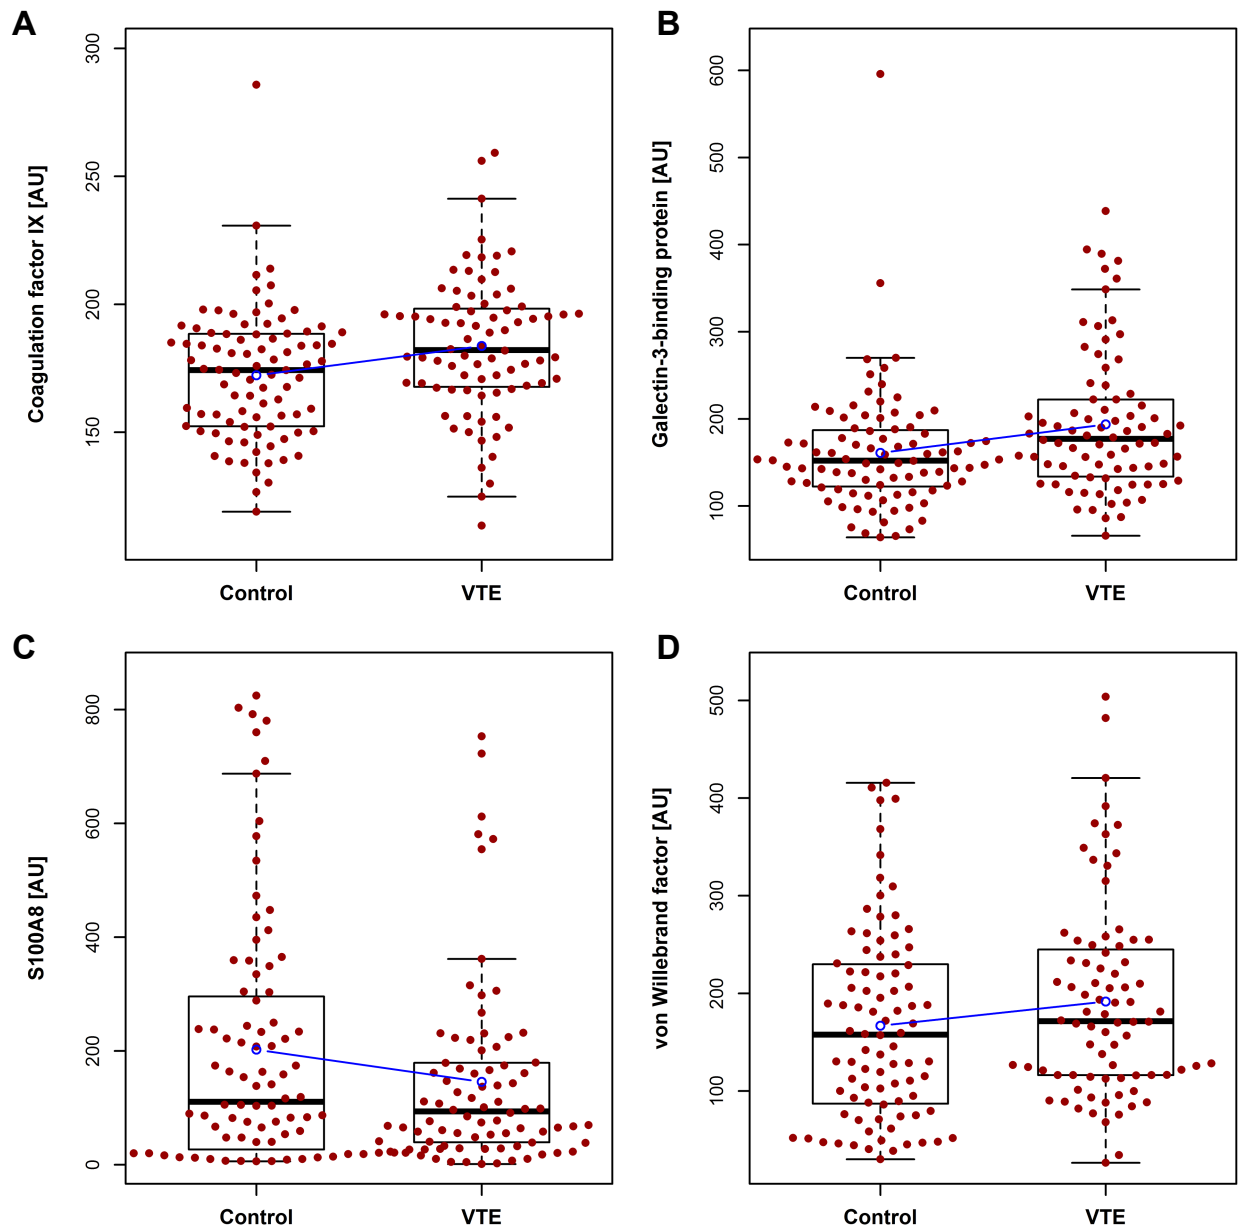 A
Coagulation factor IX [AU]
300
250
200
150
Control
VTE
B
Galectin-3-binding protein [AU]
600
500
400
300
200
100
Control
VTE
C
S100A8 [AU]
800
600
400
200
0
Control
VTE
D
von Willebrand factor [AU]
500
400
300
200
100
Control
VTE